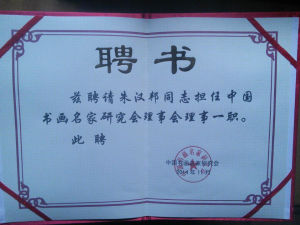 聘书
兹聘请朱汉邦同志担任中国
书画名家研究会理事会理事一职。
此聘